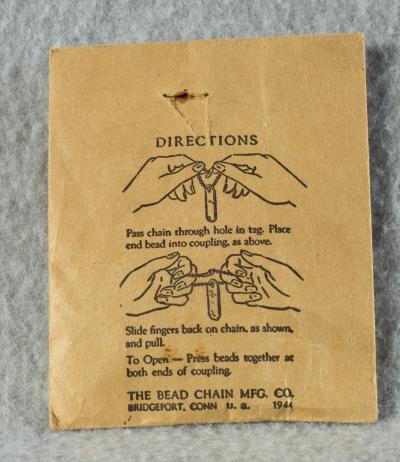 DIRECTIONS
Pass chain through hole in tag. Place
end bead into coupling, as above.
Slide fingers back on chain, as shown,
and pull.
To Open — Press beads together at
both ends of coupling.
THE BEAD CHAIN MFG. CO.
BRIDGEPORT, CONN U. S. 1944